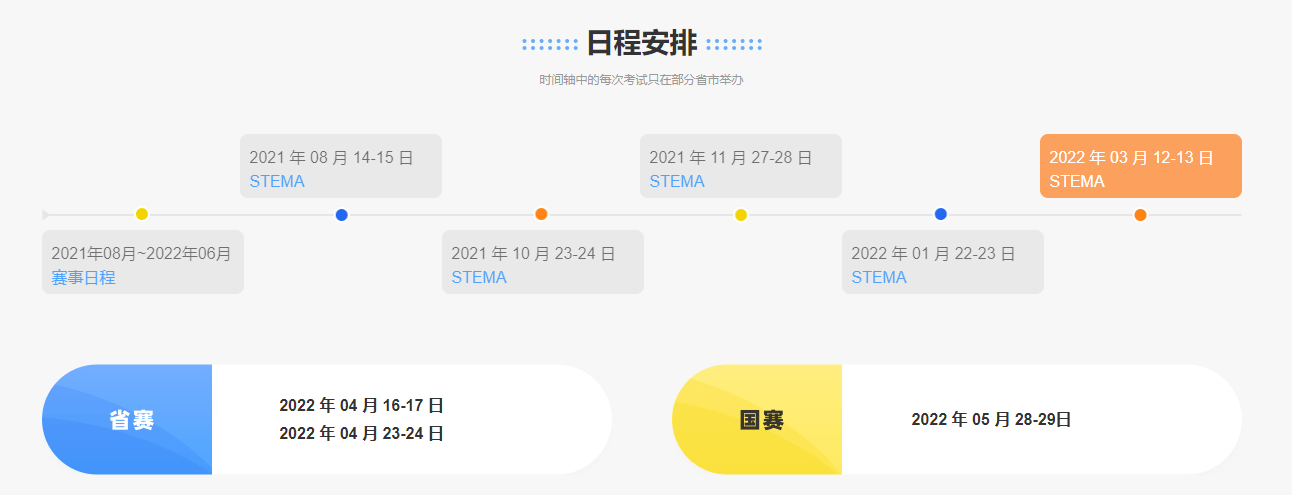 日程安排
时间轴中的每次考试只在部分省市举办
2021年08月~2022年06月
赛事日程
2021 年 08 月 14-15 日
STEMA
2021 年 10 月 23-24 日
STEMA
2021 年 11 月 27-28 日
STEMA
2022 年 01 月 22-23 日
STEMA
2022 年 03 月 12-13 日
STEMA
省赛
2022 年 04 月 16-17 日
2022 年 04 月 23-24 日
国赛
2022 年 05 月 28-29日